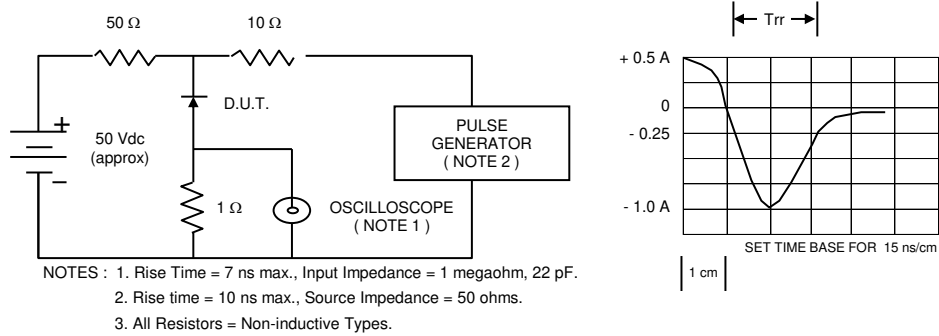 50 Ω
10 Ω
D.U.T.
+
50 Vdc
(approx)
−
1 Ω
OSCILLOSCOPE
( NOTE 1 )
PULSE
GENERATOR
( NOTE 2 )
Trr
+ 0.5 A
0
- 0.25
- 1.0 A
SET TIME BASE FOR 15 ns/cm
1 cm
NOTES : 1. Rise Time = 7 ns max., Input Impedance = 1 megaohm, 22 pF.
2. Rise time = 10 ns max., Source Impedance = 50 ohms.
3. All Resistors = Non-inductive Types.